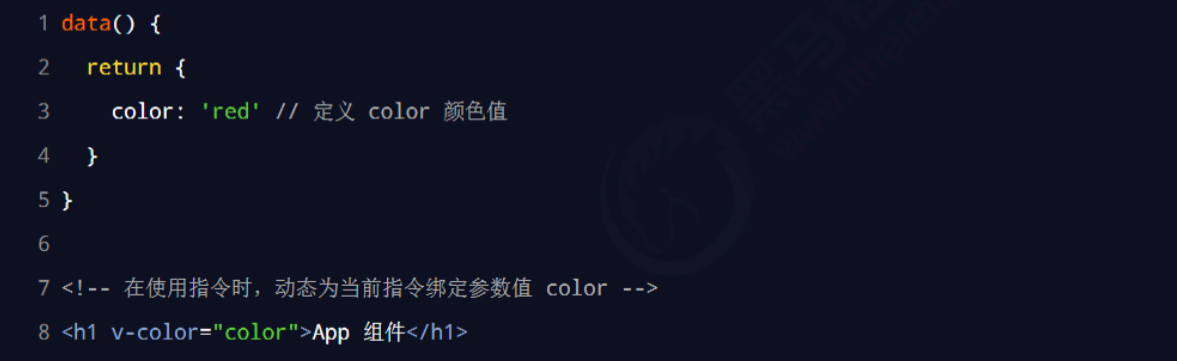 1 data() {
2   return {
3     color: 'red' // 定义 color 颜色值
4   }
5 }
6
7 <!-- 在使用指令时，动态为当前指令绑定参数值 color -->
8 <h1 v-color="color">App 组件</h1>